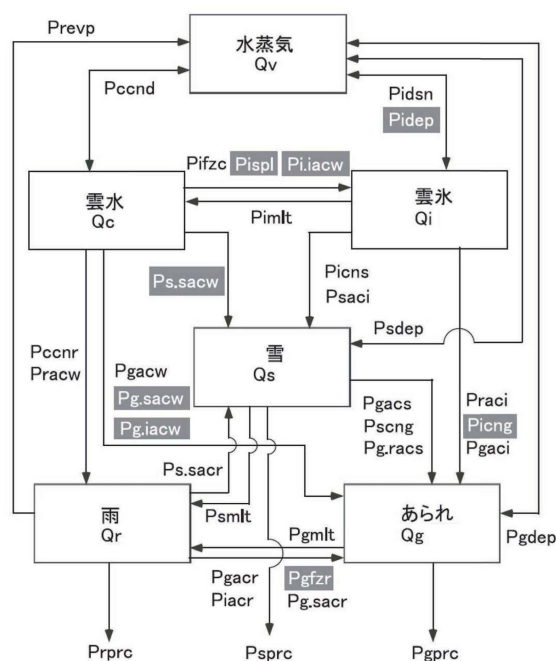 Prevp
水蒸気
Qv
Pccnd
Pidsn
Pidep
Pifzc Pispl Pi.iacw
雲水
Qc
雲氷
Qi
Pimlt
Ps.sacw
Picns
Psaci
Psdep
雪
Qs
Pccnr
Pracw
Pgacw
Pg.sacw
Pg.iacw
Pgacs
Pscng
Pg.racs
Praci
Picng
Pgaci
Ps.sacr
雨
Qr
Psmlt
Pgmlt
あられ
Qg
Pgdep
Pgacr
Piacr
Pgfzr
Pg.sacr
Prprc
Psprc
Pgprc